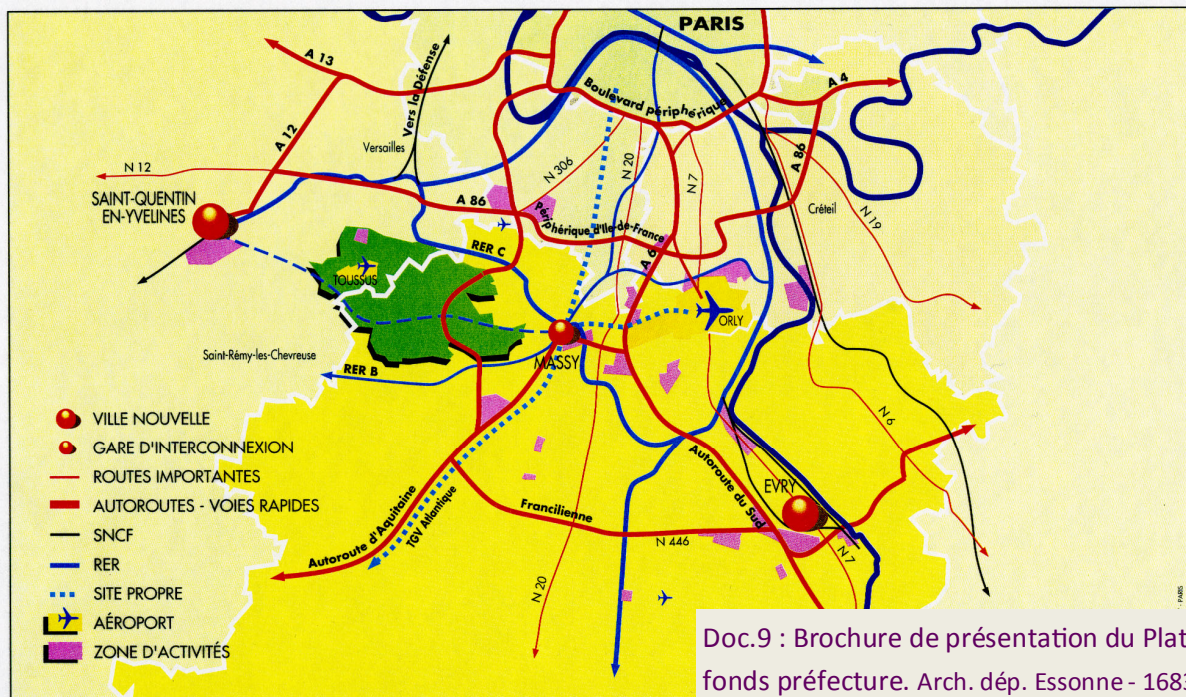 PARIS
A 13
Vers la Défense
Boulevard périphérique
A 4
A 12
Versailles
N 12
N 306
N 20
N 7
A 86
SAINT-QUENTIN
EN-YVELINES
A 86
Périphérique d'Ile-de-France
Créteil
N 19
RER C
A 6
TOUSSUS
ORLY
MASSY
Saint-Rémy-les-Chevreuse
RER B
N 6
VILLE NOUVELLE
GARE D'INTERCONNEXION
ROUTES IMPORTANTES
AUTOROUTES - VOIES RAPIDES
SNCF
RER
SITE PROPRE
AÉROPORT
ZONE D'ACTIVITÉS
Autoroute d'Aquitaine
TGV Atlantique
Francilienne
Autoroute du Sud
EVRY
N 446
N 7
N 20
- PARIS
Doc.9 : Brochure de présentation du Plat
fonds préfecture. Arch. dép. Essonne - 1683